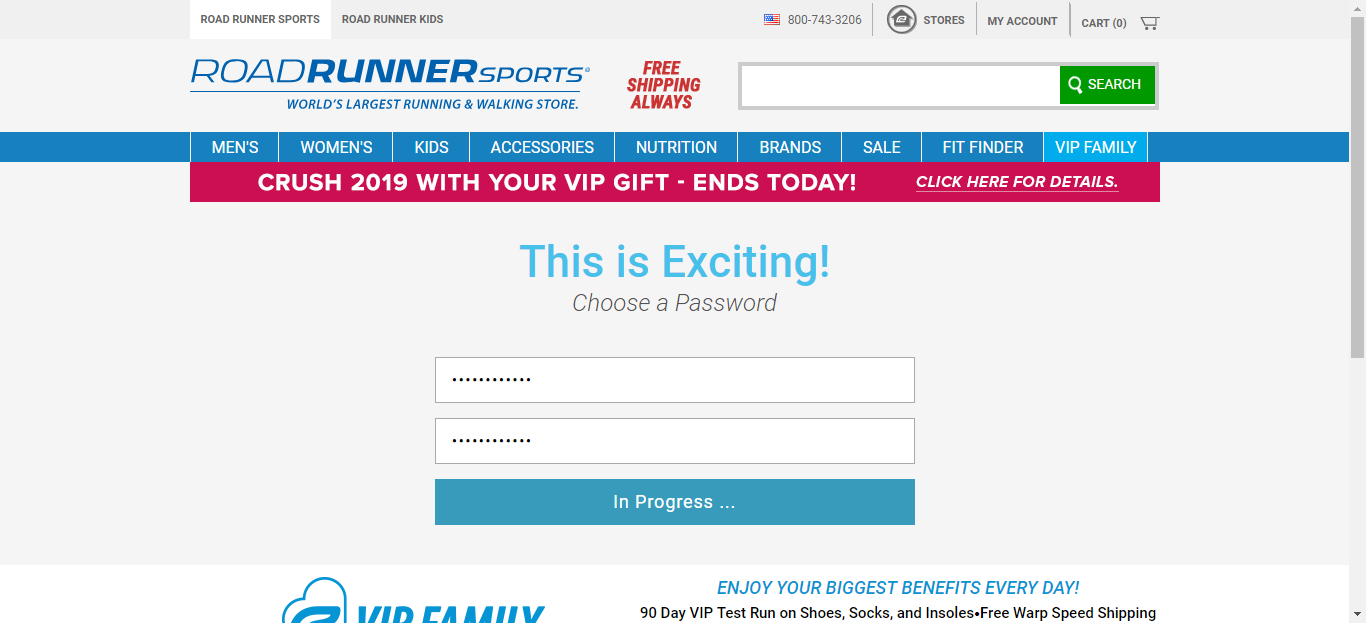 ROAD RUNNER SPORTS
ROAD RUNNER KIDS
800-743-3206
STORES
MY ACCOUNT
CART (0)
ROADRUNNERSPORTS®
WORLD'S LARGEST RUNNING & WALKING STORE.
FREE
SHIPPING
ALWAYS
SEARCH
MEN'S
WOMEN'S
KIDS
ACCESSORIES
NUTRITION
BRANDS
SALE
FIT FINDER
VIP FAMILY
CRUSH 2019 WITH YOUR VIP GIFT - ENDS TODAY!
CLICK HERE FOR DETAILS.
This is Exciting!
Choose a Password
••••••••••••
••••••••••••
In Progress ...
VIP FAMILY
ENJOY YOUR BIGGEST BENEFITS EVERY DAY!
90 Day VIP Test Run on Shoes, Socks, and Insoles•Free Warp Speed Shipping